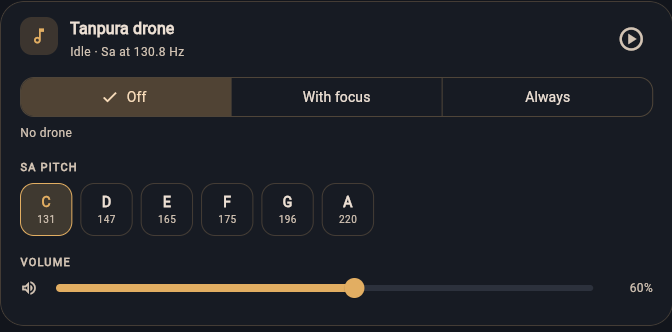 Tanpura drone
Idle · Sa at 130.8 Hz
Off With focus Always
No drone
SA PITCH
C D E F G A
131 147 165 175 196 220
VOLUME
60%